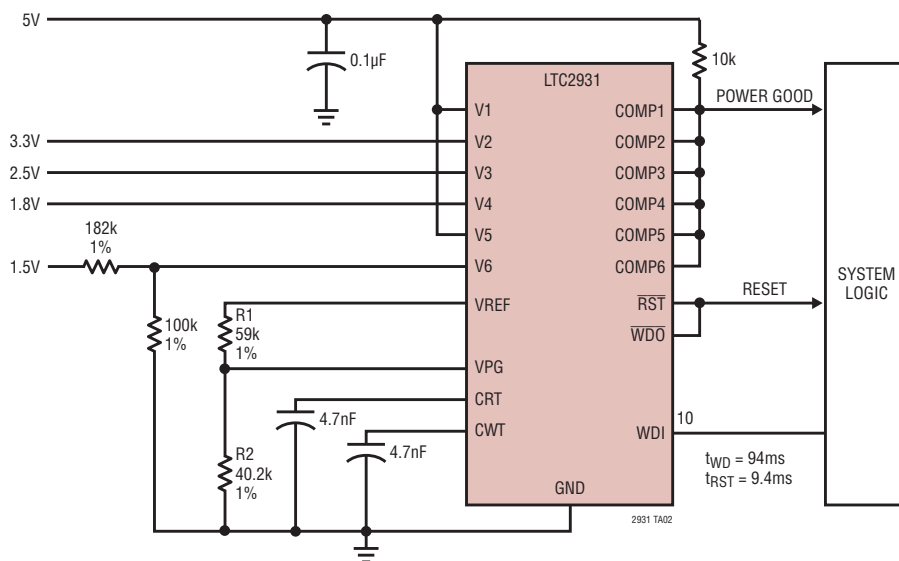 5V
0.1µF
10k
LTC2931
V1
COMP1
POWER GOOD
3.3V
V2
COMP2
2.5V
V3
COMP3
1.8V
V4
COMP4
182k
1%
V5
COMP5
1.5V
V6
COMP6
SYSTEM
LOGIC
100k
1%
R1
59k
1%
VREF
RST
RESET
WDO
VPG
CRT
4.7nF
CWT
4.7nF
WDI
10
R2
40.2k
1%
tWD = 94ms
tRST = 9.4ms
GND
2931 TA02